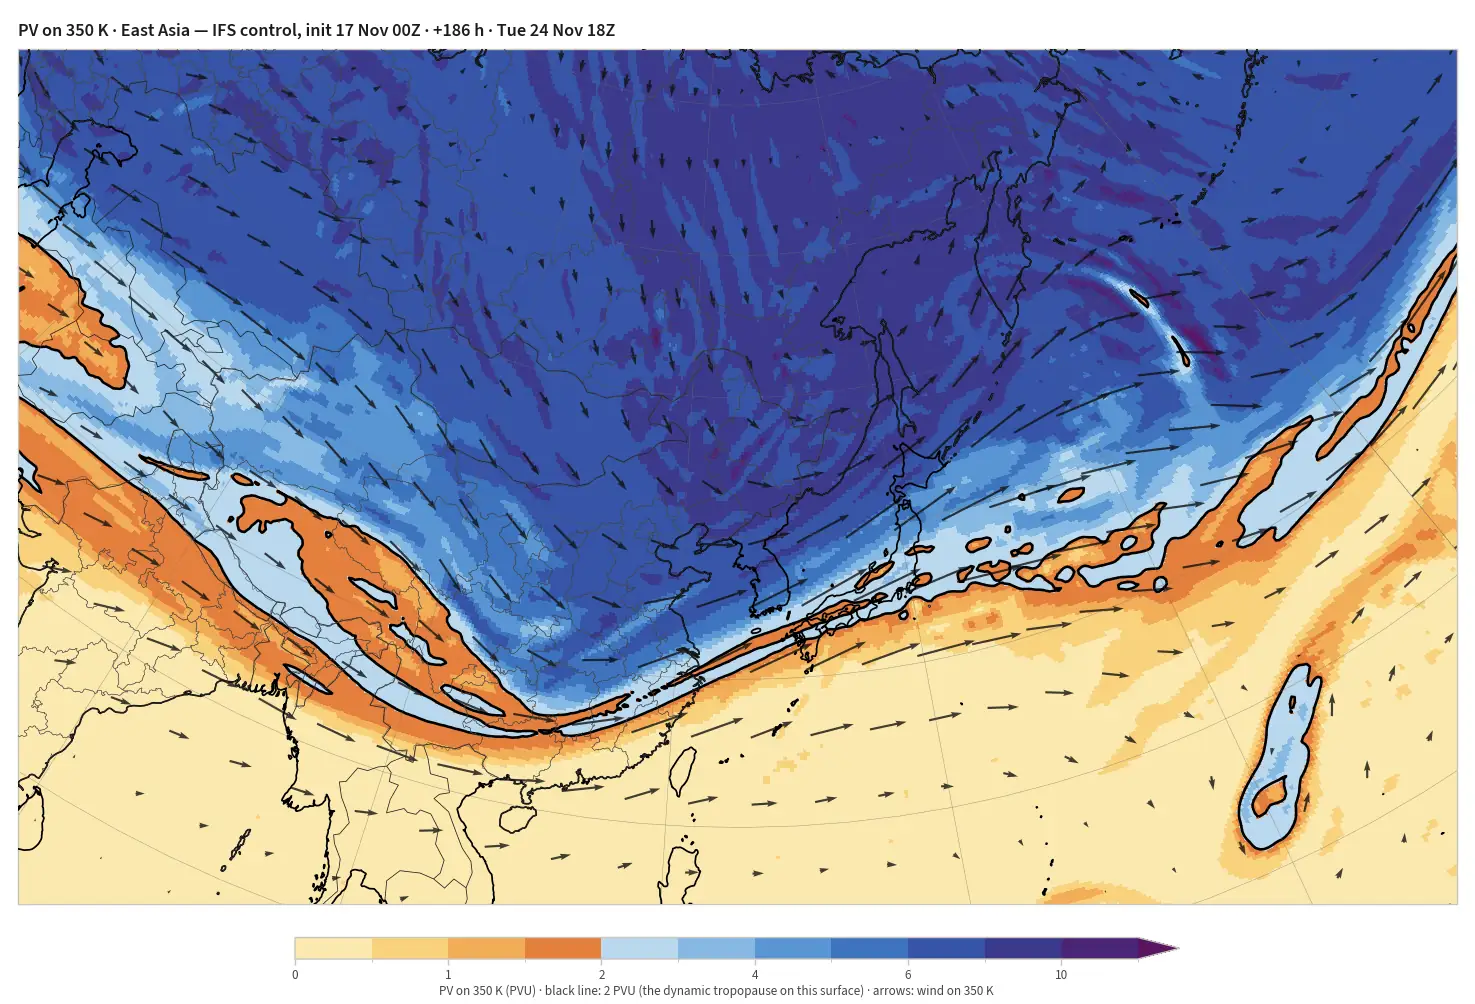 PV on 350 K · East Asia — IFS control, init 17 Nov 00Z · +186 h · Tue 24 Nov 18Z
0 1 2 4 6 10
PV on 350 K (PVU) · black line: 2 PVU (the dynamic tropopause on this surface) · arrows: wind on 350 K